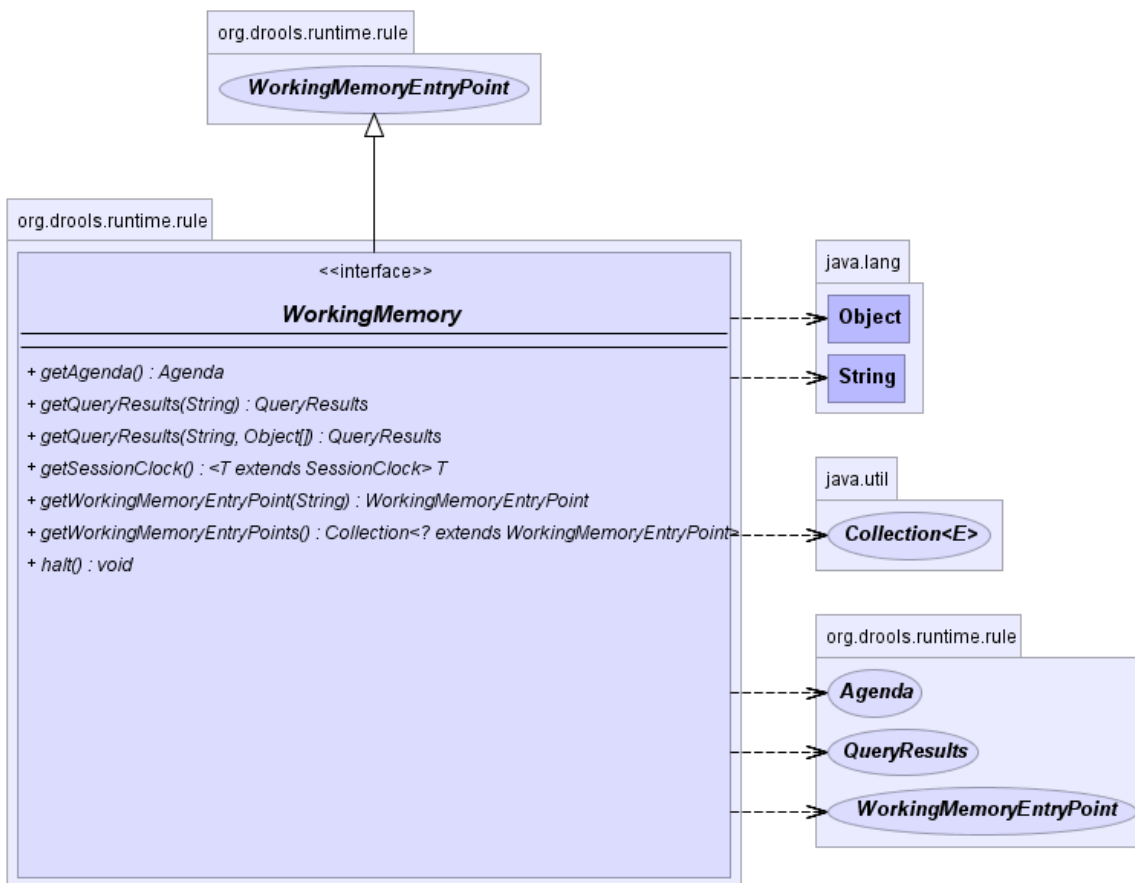 org.drools.runtime.rule
WorkingMemoryEntryPoint
org.drools.runtime.rule
<<interface>>
WorkingMemory
+ getAgenda() : Agenda
+ getQueryResults(String) : QueryResults
+ getQueryResults(String, Object[]) : QueryResults
+ getSessionClock() : <T extends SessionClock> T
+ getWorkingMemoryEntryPoint(String) : WorkingMemoryEntryPoint
+ getWorkingMemoryEntryPoints() : Collection<? extends WorkingMemoryEntryPoint>
+ halt() : void
java.lang
Object
String
java.util
Collection<E>
org.drools.runtime.rule
Agenda
QueryResults
WorkingMemoryEntryPoint